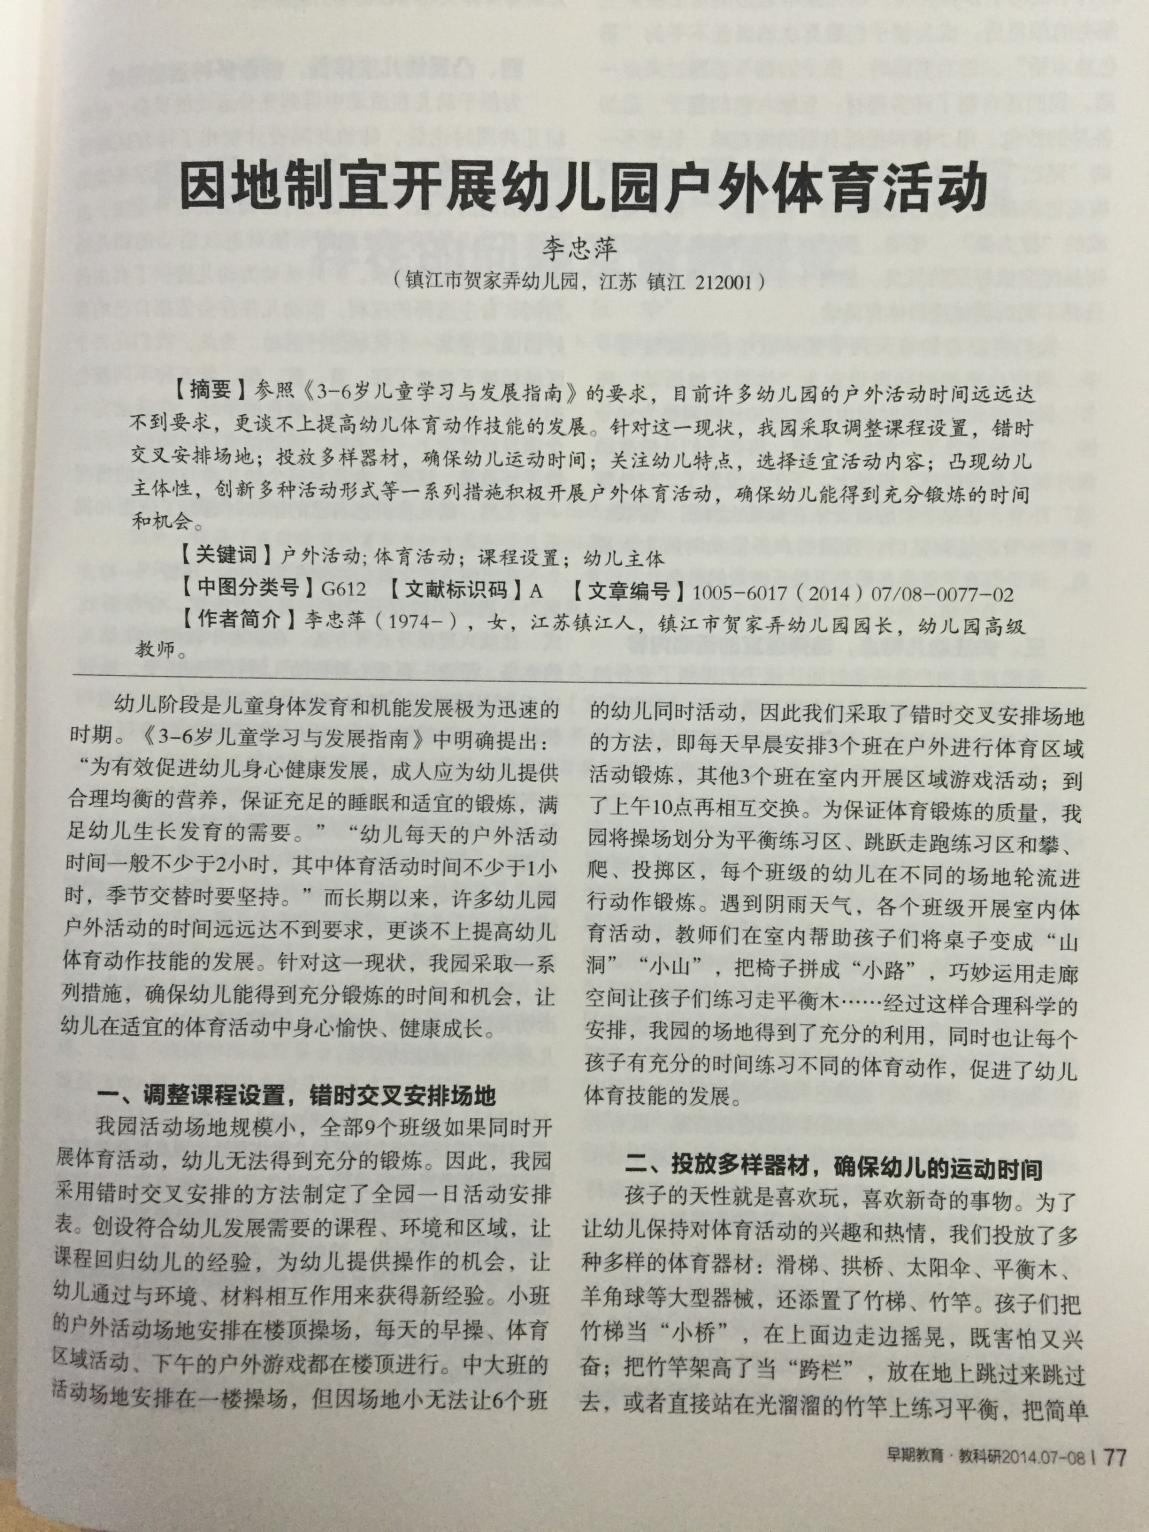 因地制宜开展幼儿园户外体育活动
李忠萍
（镇江市贺家弄幼儿园，江苏 镇江 212001）
【摘要】参照《3-6岁儿童学习与发展指南》的要求，目前许多幼儿园的户外活动时间远远达
不到要求，更谈不上提高幼儿体育动作技能的发展。针对这一现状，我园采取调整课程设置，错时
交叉安排场地；投放多样器材，确保幼儿运动时间；关注幼儿特点，选择适宜活动内容；凸现幼儿
主体性，创新多种活动形式等一系列措施积极开展户外体育活动，确保幼儿能得到充分锻炼的时间
和机会。
【关键词】户外活动；体育活动；课程设置；幼儿主体
【中图分类号】G612 【文献标识码】A 【文章编号】1005-6017（2014）07/08-0077-02
【作者简介】李忠萍（1974-），女，江苏镇江人，镇江市贺家弄幼儿园园长，幼儿园高级
教师。
幼儿阶段是儿童身体发育和机能发展极为迅速的
时期。《3-6岁儿童学习与发展指南》中明确提出：
“为有效促进幼儿身心健康发展，成人应为幼儿提供
合理均衡的营养，保证充足的睡眠和适宜的锻炼，满
足幼儿生长发育的需要。”“幼儿每天的户外活动
时间一般不少于2小时，其中体育活动时间不少于1小
时，季节交替时要坚持。”而长期以来，许多幼儿园
户外活动的时间远远达不到要求，更谈不上提高幼儿
体育动作技能的发展。针对这一现状，我园采取一系
列措施，确保幼儿能得到充分锻炼的时间和机会，让
幼儿在适宜的体育活动中身心愉快、健康成长。
一、调整课程设置，错时交叉安排场地
我园活动场地规模小，全部9个班级如果同时开
展体育活动，幼儿无法得到充分的锻炼。因此，我园
采用错时交叉安排的方法制定了全园一日活动安排
表。创设符合幼儿发展需要的课程、环境和区域，让
课程回归幼儿的经验，为幼儿提供操作的机会，让
幼儿通过与环境、材料相互作用来获得新经验。小班
的户外活动场地安排在楼顶操场，每天的早操、体育
区域活动、下午的户外游戏都在楼顶进行。中大班的
活动场地安排在一楼操场，但因场地小无法让6个班
的幼儿同时活动，因此我们采取了错时交叉安排场地
的方法，即每天早晨安排3个班在户外进行体育区域
活动锻炼，其他3个班在室内开展区域游戏活动；到
了上午10点再相互交换。为保证体育锻炼的质量，我
园将操场划分为平衡练习区、跳跃走跑练习区和攀、
爬、投掷区，每个班级的幼儿在不同的场地轮流进
行动作锻炼。遇到阴雨天气，各个班级开展室内体
育活动，教师们在室内帮助孩子们将桌子变成“山
洞”“小山”，把椅子拼成“小路”，巧妙运用走廊
空间让孩子们练习走平衡木……经过这样合理科学的
安排，我园的场地得到了充分的利用，同时也让每个
孩子有充分的时间练习不同的体育动作，促进了幼儿
体育技能的发展。
二、投放多样器材，确保幼儿的运动时间
孩子的天性就是喜欢玩，喜欢新奇的事物。为了
让幼儿保持对体育活动的兴趣和热情，我们投放了多
种多样的体育器材：滑梯、拱桥、太阳伞、平衡木、
羊角球等大型器械，还添置了竹梯、竹竿。孩子们把
竹梯当“小桥”，在上面边走边摇晃，既害怕又兴
奋；把竹竿架高了当“跨栏”，放在地上跳过来跳过
去，或者直接站在光溜溜的竹竿上练习平衡，把简单
早期教育·教科研2014.07-08 | 77